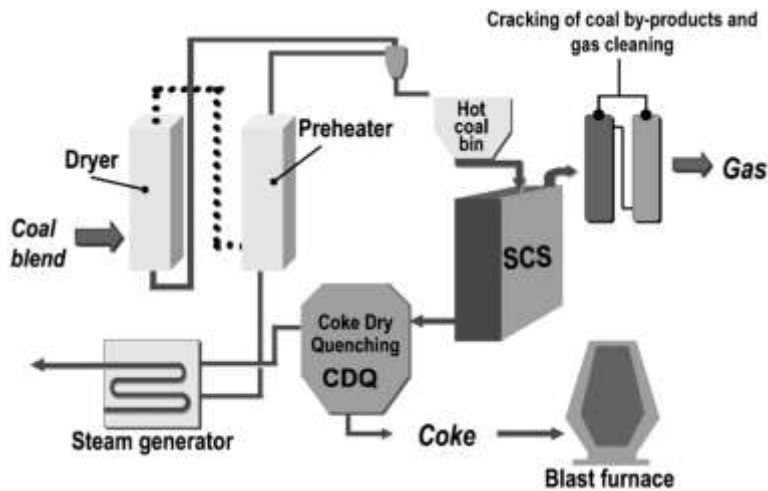 Cracking of coal by-products and
gas cleaning
Hot
coal
bin
Preheater
Dryer
Gas
Coal
blend
SCS
Coke Dry
Quenching
CDQ
Steam generator
Coke
Blast furnace